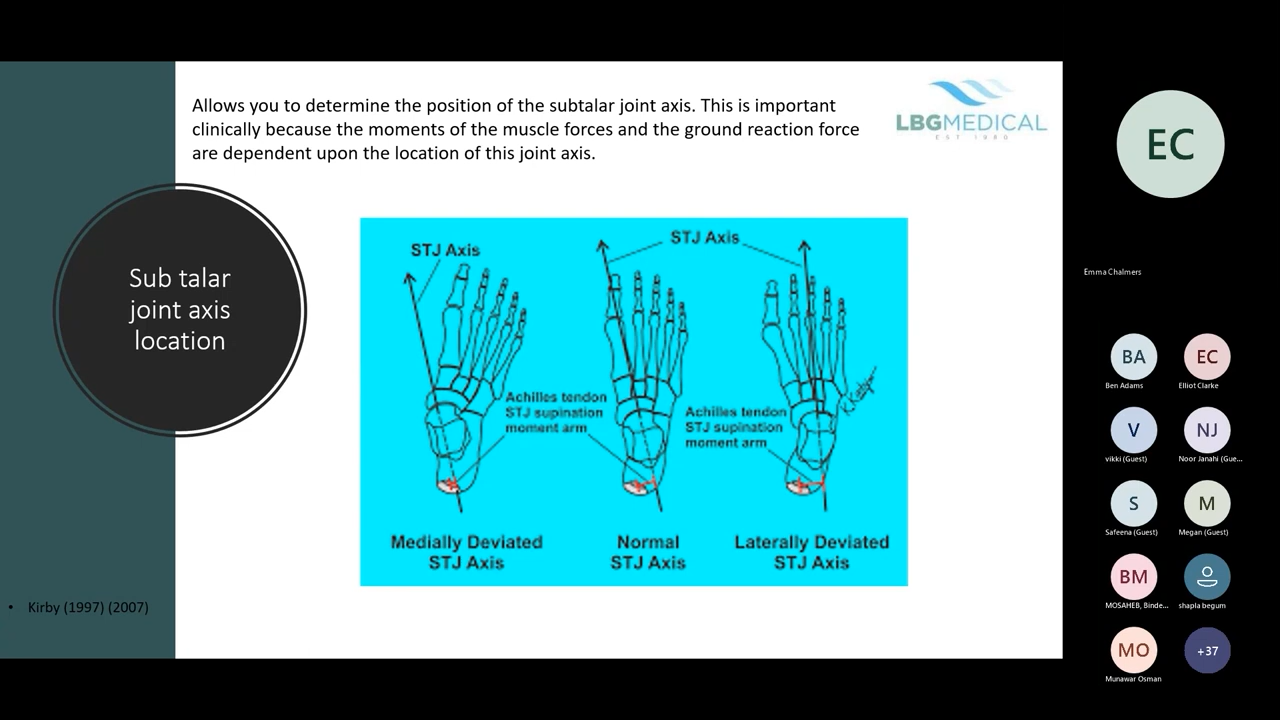 Allows you to determine the position of the subtalar joint axis. This is important
clinically because the moments of the muscle forces and the ground reaction force
are dependent upon the location of this joint axis.
LBGMEDICAL
EST 1980
Sub talar
joint axis
location
STJ Axis
STJ Axis
Achilles tendon
STJ supination
moment arm
Achilles tendon
STJ supination
moment arm
Medially Deviated
STJ Axis
Normal
STJ Axis
Laterally Deviated
STJ Axis
• Kirby (1997) (2007)
EC
Emma Chalmers
BA
Ben Adams
EC
Elliot Clarke
V
vikki (Guest)
NJ
Noor Janahi (Gue...
S
Safeena (Guest)
M
Megan (Guest)
BM
MOSAHEB, Binde...
shapla begum
MO
Munawar Osman
+37